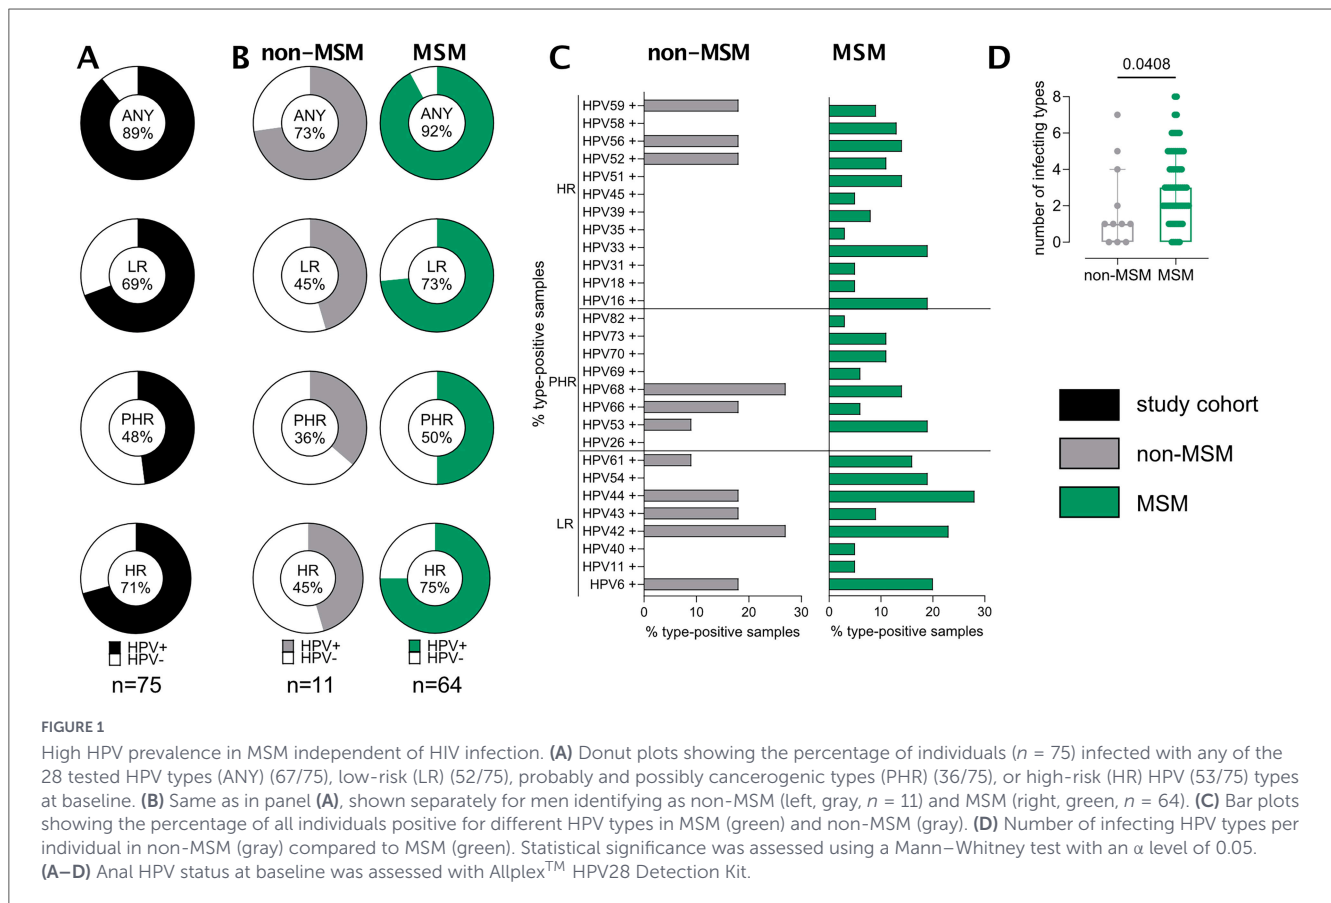 A
B
non–MSM
MSM
C
non–MSM
MSM
D
ANY
89%
ANY
73%
ANY
92%
LR
69%
LR
45%
LR
73%
PHR
48%
PHR
36%
PHR
50%
HR
71%
HR
45%
HR
75%
HPV+
HPV-
n=75
HPV+
HPV-
n=11
HPV+
HPV-
n=64
% type-positive samples
HR
PHR
LR
HPV59 +
HPV58 +
HPV56 +
HPV52 +
HPV51 +
HPV45 +
HPV39 +
HPV35 +
HPV33 +
HPV31 +
HPV18 +
HPV16 +
HPV82 +
HPV73 +
HPV70 +
HPV69 +
HPV68 +
HPV66 +
HPV53 +
HPV26 +
HPV61 +
HPV54 +
HPV44 +
HPV43 +
HPV42 +
HPV40 +
HPV11 +
HPV6 +
0 10 20 30
% type-positive samples
0 10 20 30
% type-positive samples
0.0408
number of infecting types
8
6
4
2
0
non-MSM MSM
study cohort
non-MSM
MSM
FIGURE 1
High HPV prevalence in MSM independent of HIV infection. (A) Donut plots showing the percentage of individuals (n = 75) infected with any of the
28 tested HPV types (ANY) (67/75), low-risk (LR) (52/75), probably and possibly cancerogenic types (PHR) (36/75), or high-risk (HR) HPV (53/75) types
at baseline. (B) Same as in panel (A), shown separately for men identifying as non-MSM (left, gray, n = 11) and MSM (right, green, n = 64). (C) Bar plots
showing the percentage of all individuals positive for different HPV types in MSM (green) and non-MSM (gray). (D) Number of infecting HPV types per
individual in non-MSM (gray) compared to MSM (green). Statistical significance was assessed using a Mann–Whitney test with an α level of 0.05.
(A–D) Anal HPV status at baseline was assessed with Allplex™ HPV28 Detection Kit.